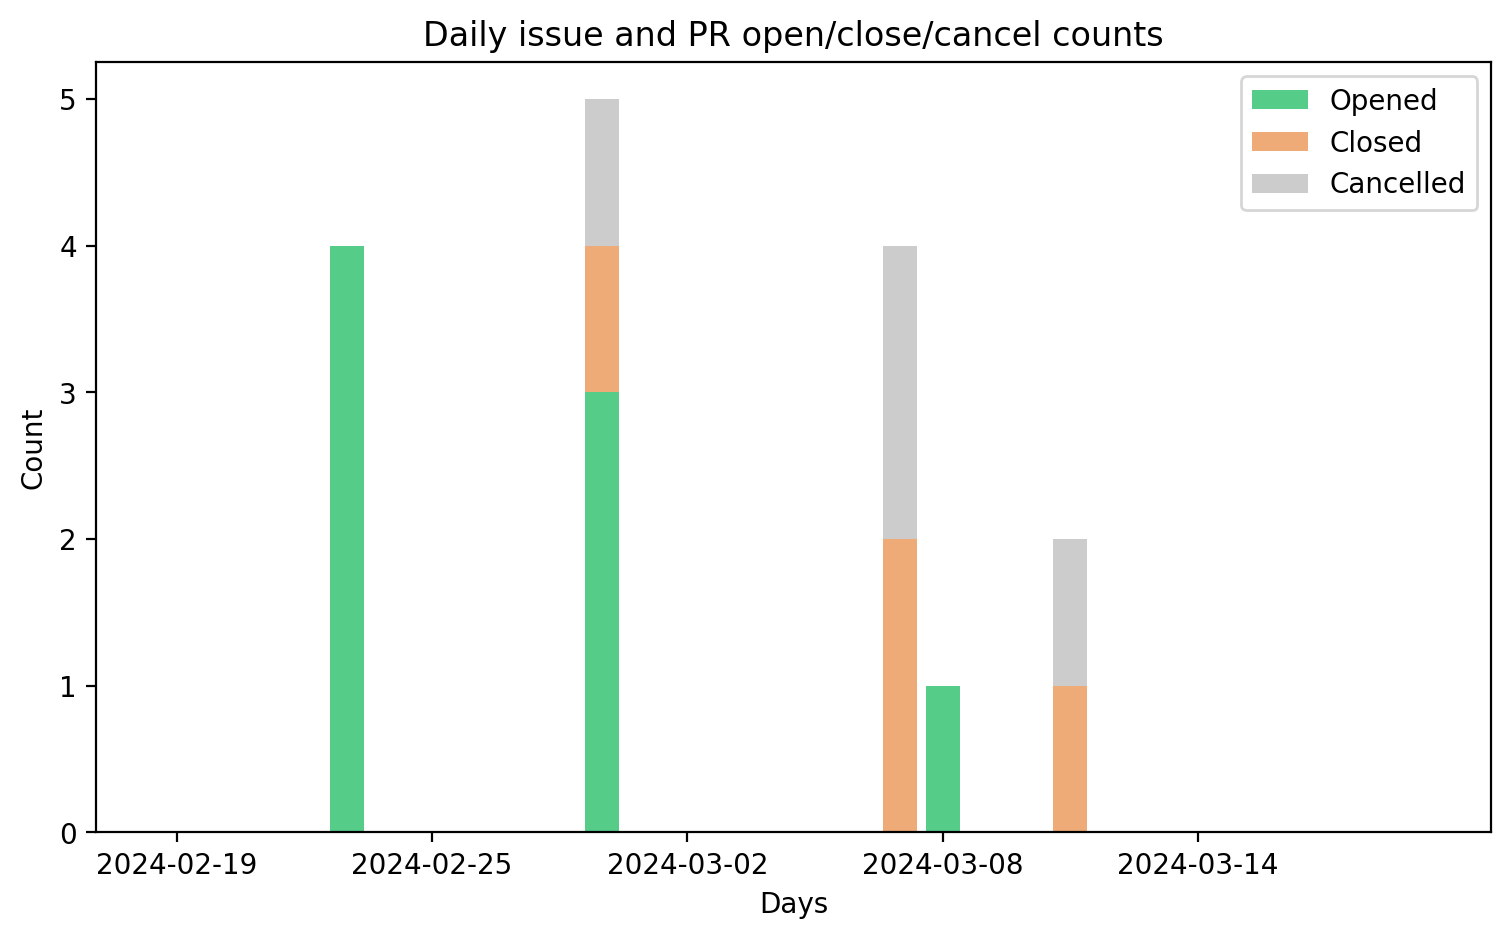 Daily issue and PR open/close/cancel counts
Opened
Closed
Cancelled
5
4
3
2
1
0
Count
2024-02-19
2024-02-25
2024-03-02
2024-03-08
2024-03-14
Days